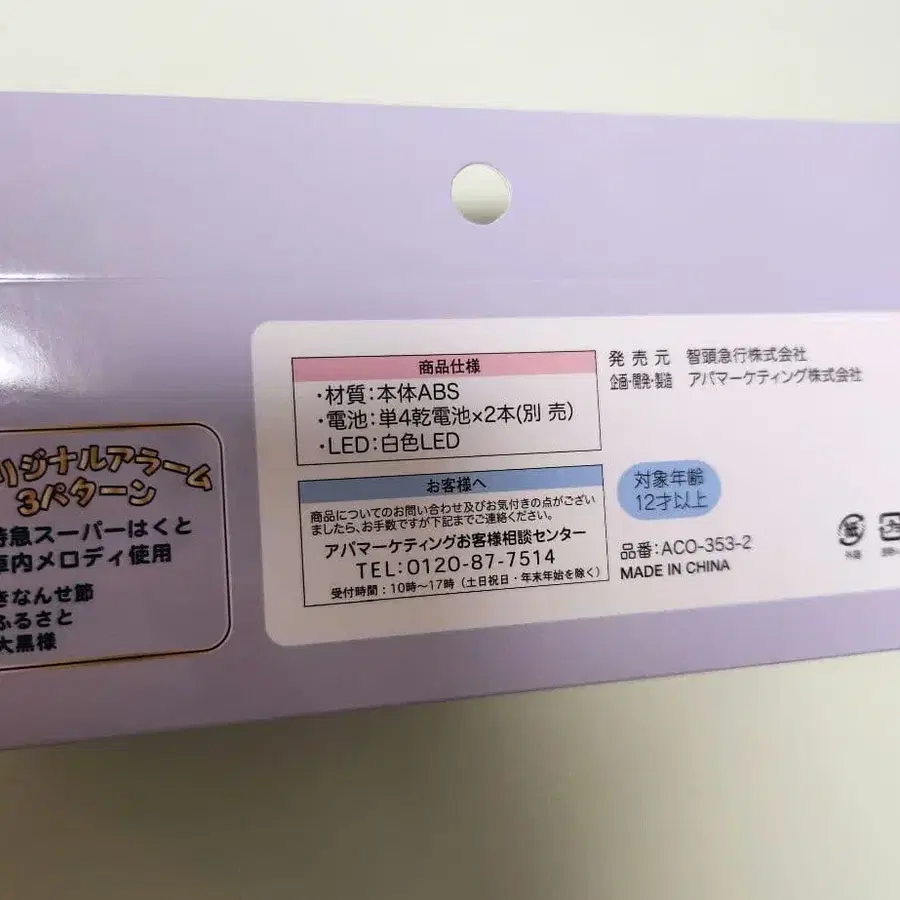 リジナルアラーム
3パターン
特急スーパーはくと
車内メロディ使用
きなんせ節
ふるさと
大黒様
商品仕様
・材質:本体ABS
・電池:単4乾電池×2本(別 売)
・LED:白色LED
お客様へ
商品についてのお問い合わせ及びお気付きの点がござい
ましたら、お手数ですが下記までご連絡ください。
アパマーケティングお客様相談センター
TEL:0120-87-7514
受付時間:10時〜17時(土日祝日・年末年始を除く)
発 売 元 智頭急行株式会社
企画・開発・製造 アパマーケティング株式会社
対象年齢
12才以上
品番:ACO-353-2
MADE IN CHINA
紙
外箱